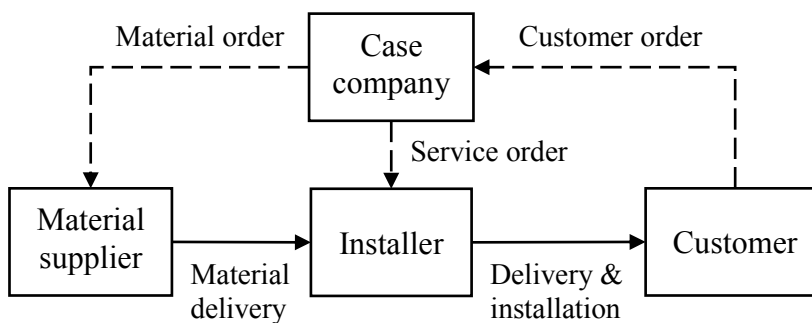 Material order
Case
company
Customer order
Service order
Material
supplier
Installer
Customer
Material
delivery
Delivery &
installation